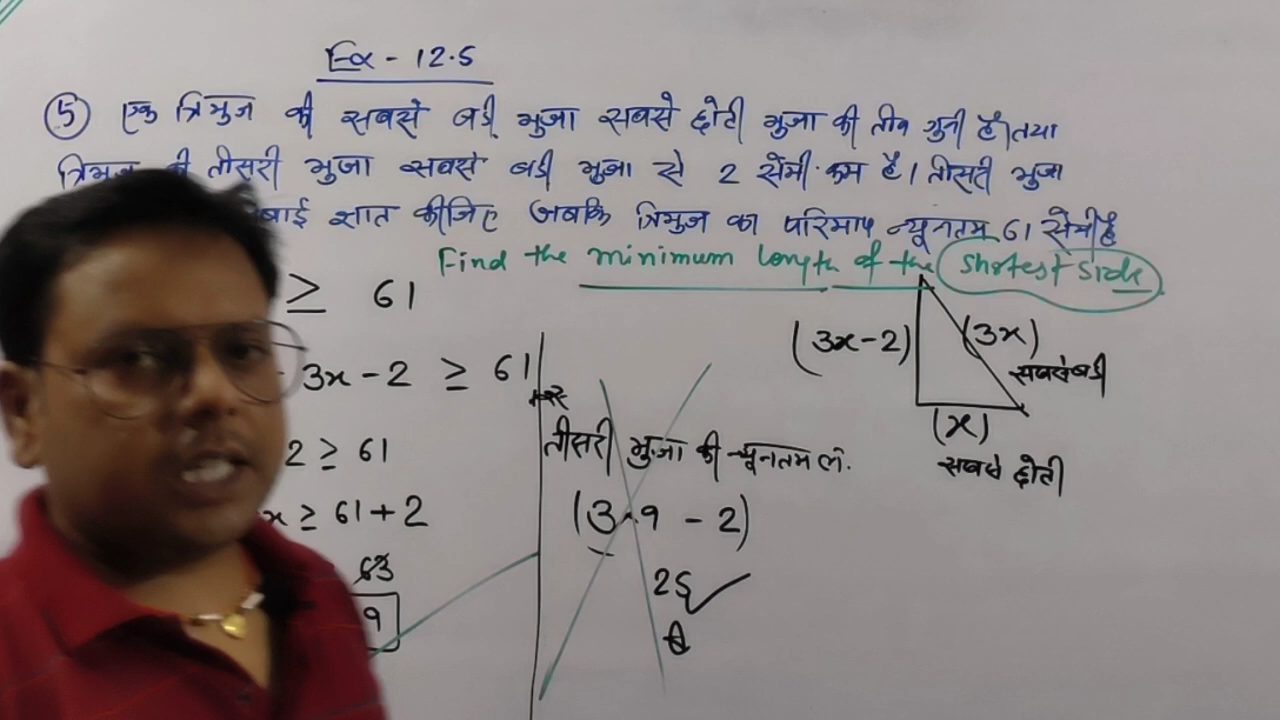 Ex - 12.5
⑤ एक त्रिभुज की सबसे बडी भुजा सबसे छोटी भुजा की तीन गुनी है। तथा
त्रिभुज की तीसरी भुजा सबसे बडी भुजा से 2 सेमी. कम है। तीसरी भुजा
ज्ञात कीजिए जबकि त्रिभुज का परिमाप न्यूनतम 61 सेमी है
Find the minimum length of the shotest side
≥ 61
3x - 2 ≥ 61
2 ≥ 61
x ≥ 61 + 2
63
9
तीसरी भुजा की न्यूनतम लं.
(3·9 - 2)
25
(3x-2)
(3x)
सबसे बडी
(x)
सबसे छोटी